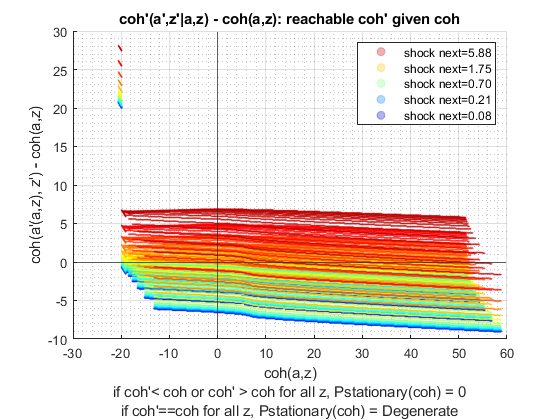 coh'(a',z'|a,z) - coh(a,z): reachable coh' given coh
30
25
20
15
10
5
0
-5
-10
coh(a'(a,z), z') - coh(a,z)
shock next=5.88
shock next=1.75
shock next=0.70
shock next=0.21
shock next=0.08
-30 -20 -10 0 10 20 30 40 50 60
coh(a,z)
if coh'< coh or coh' > coh for all z, Pstationary(coh) = 0
if coh'==coh for all z, Pstationary(coh) = Degenerate